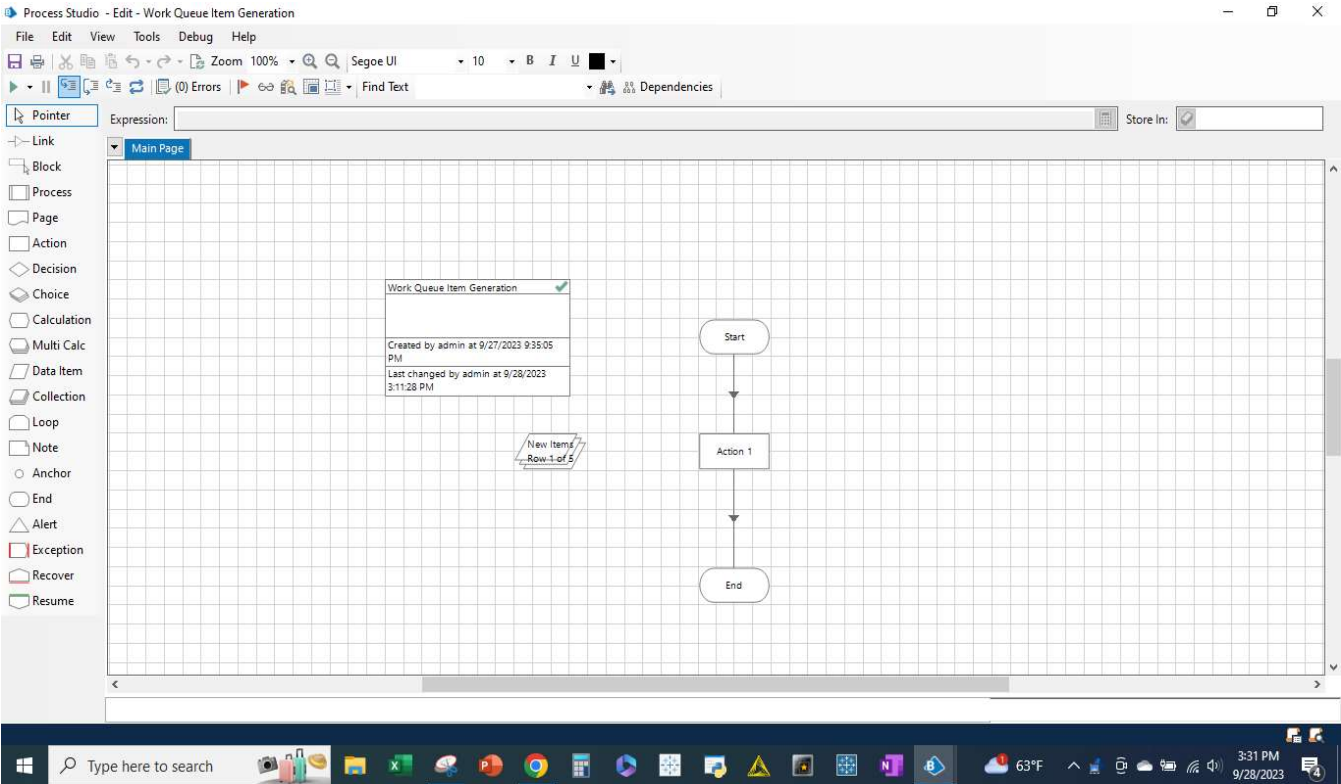 Process Studio - Edit - Work Queue Item Generation
File Edit View Tools Debug Help
Zoom 100% Segoe UI 10 B I U
(0) Errors Find Text Dependencies
Pointer
Expression:
Store In:
Link
Main Page
Block
Process
Page
Action
Decision
Choice
Calculation
Multi Calc
Data Item
Collection
Loop
Note
Anchor
End
Alert
Exception
Recover
Resume
Work Queue Item Generation
Created by admin at 9/27/2023 9:35:05
PM
Last changed by admin at 9/28/2023
3:11:28 PM
New Items
Row 1 of 5
Start
Action 1
End
Type here to search
63°F
3:31 PM
9/28/2023
4